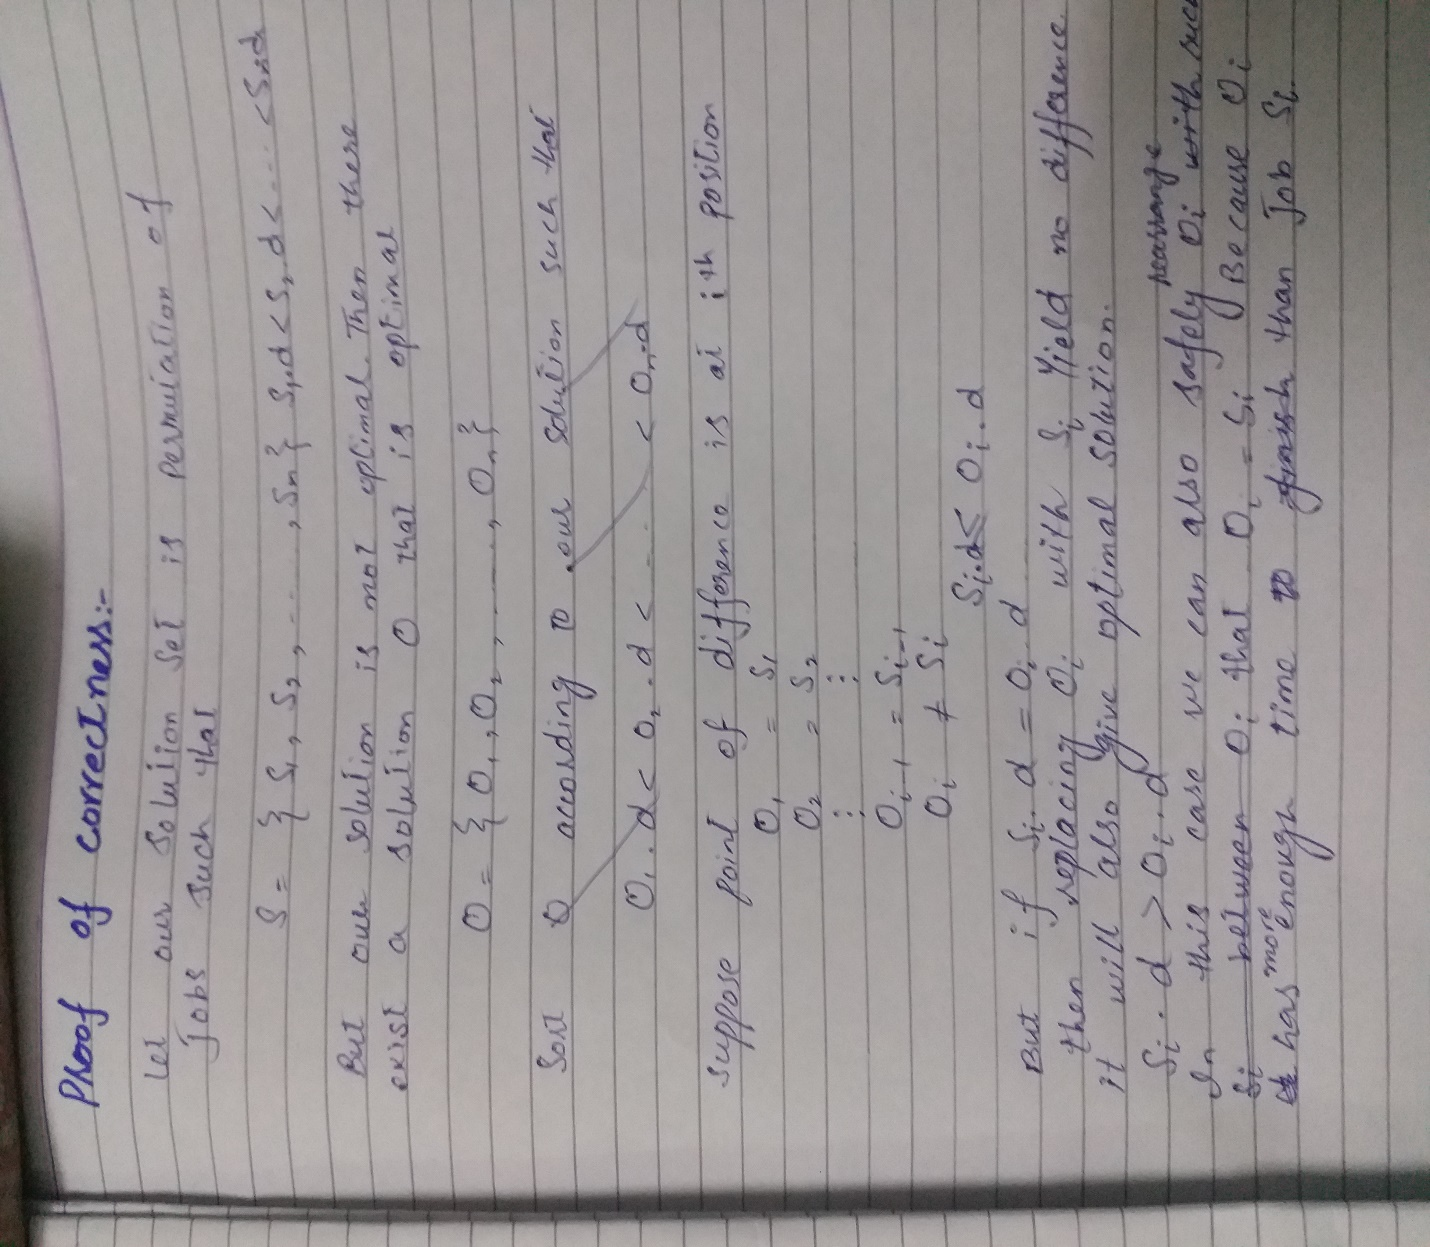 Proof of correctness:-
Let our solution set is permutation of
Jobs such that
S = { S1, S2, ...., Sn } S1.d < S2.d < .... < Sn.d
But our solution is not optimal. Then there
exist a solution O that is optimal
O = { O1, O2, ....., On }
Sort O according to our solution such that
O1.d < O2.d < .... < On.d
Suppose point of difference is at ith position
O1 = S1
O2 = S2
: :
Oi-1 = Si-1
Oi ≠ Si
Si.d ≤ Oi.d
But if Si.d = Oi.d
then replacing Oi with Si yield no difference.
it will also give optimal solution.
Si.d > Oi.d
rearrange
In this case we can also safely Oi with such
Si between Oi that Oi = Si Because Oi
has more enough time to finish than Job Si.